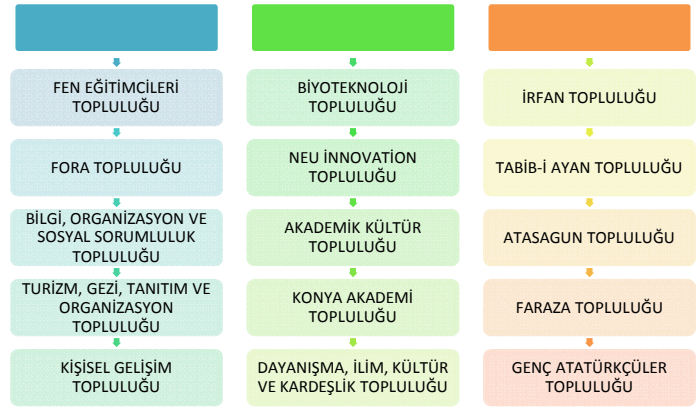 FEN EĞİTİMCİLERİ
TOPLULUĞU
FORA TOPLULUĞU
BİLGİ, ORGANİZASYON VE
SOSYAL SORUMLULUK
TOPLULUĞU
TURİZM, GEZİ, TANITIM VE
ORGANİZASYON
TOPLULUĞU
KİŞİSEL GELİŞİM
TOPLULUĞU
BİYOTEKNOLOJİ
TOPLULUĞU
NEU İNNOVATİON
TOPLULUĞU
AKADEMİK KÜLTÜR
TOPLULUĞU
KONYA AKADEMİ
TOPLULUĞU
DAYANIŞMA, İLİM, KÜLTÜR
VE KARDEŞLİK TOPLULUĞU
İRFAN TOPLULUĞU
TABİB-İ AYAN TOPLULUĞU
ATASAGUN TOPLULUĞU
FARAZA TOPLULUĞU
GENÇ ATATÜRKÇÜLER
TOPLULUĞU